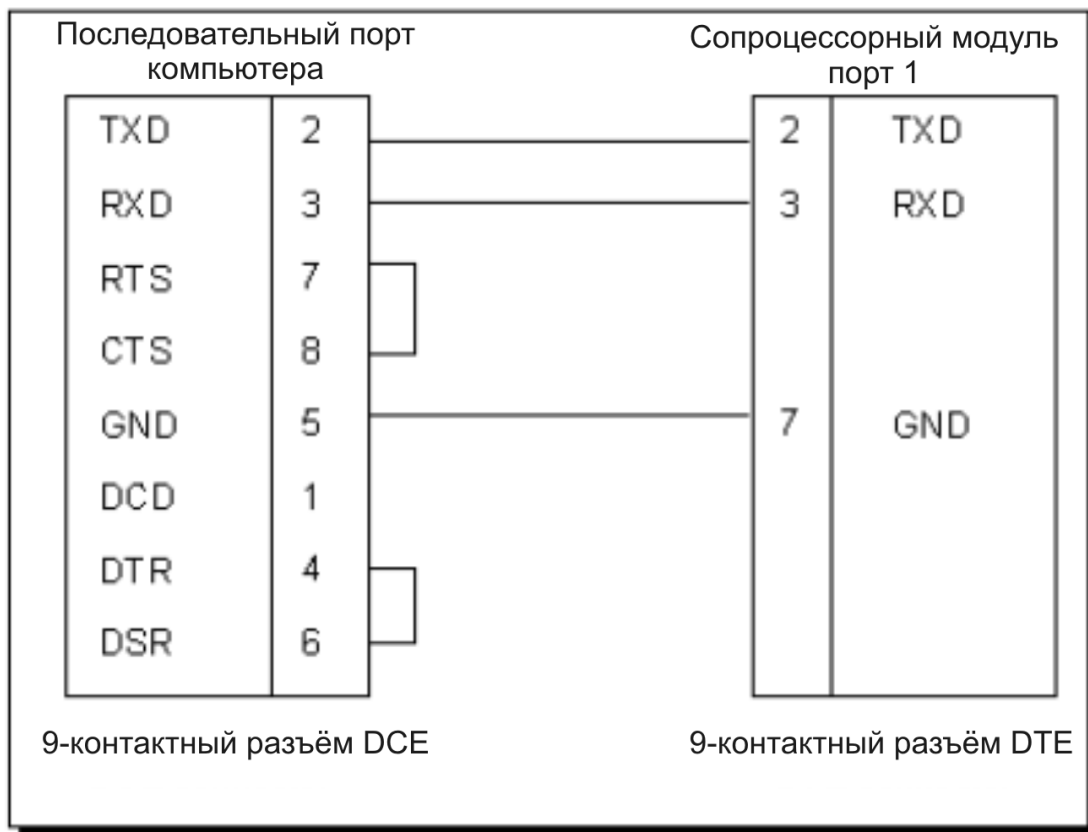 Последовательный порт
компьютера
Сопроцессорный модуль
порт 1
TXD 2
2 TXD
RXD 3
3 RXD
RTS 7
CTS 8
GND 5
7 GND
DCD 1
DTR 4
DSR 6
9-контактный разъём DCE
9-контактный разъём DTE